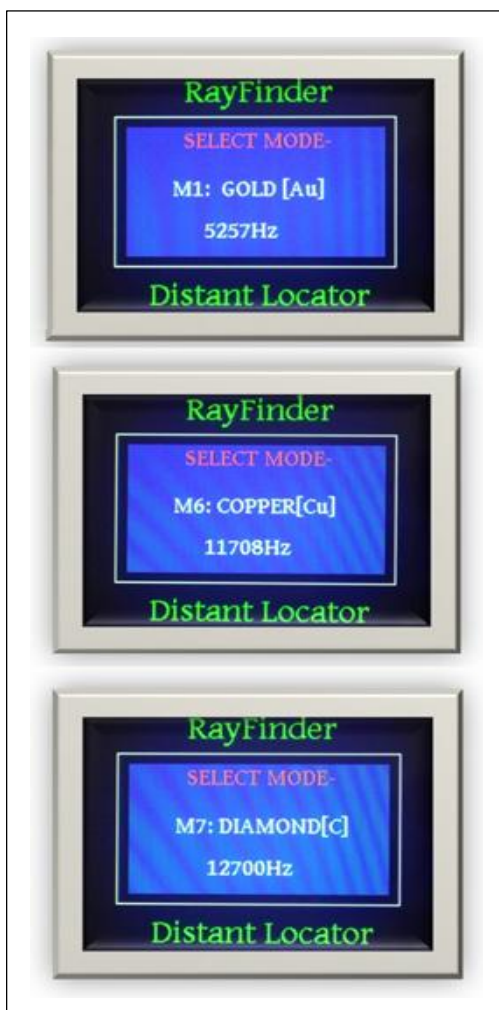 RayFinder
SELECT MODE-
M1: GOLD [Au]
5257Hz
Distant Locator
RayFinder
SELECT MODE-
M6: COPPER[Cu]
11708Hz
Distant Locator
RayFinder
SELECT MODE-
M7: DIAMOND[C]
12700Hz
Distant Locator